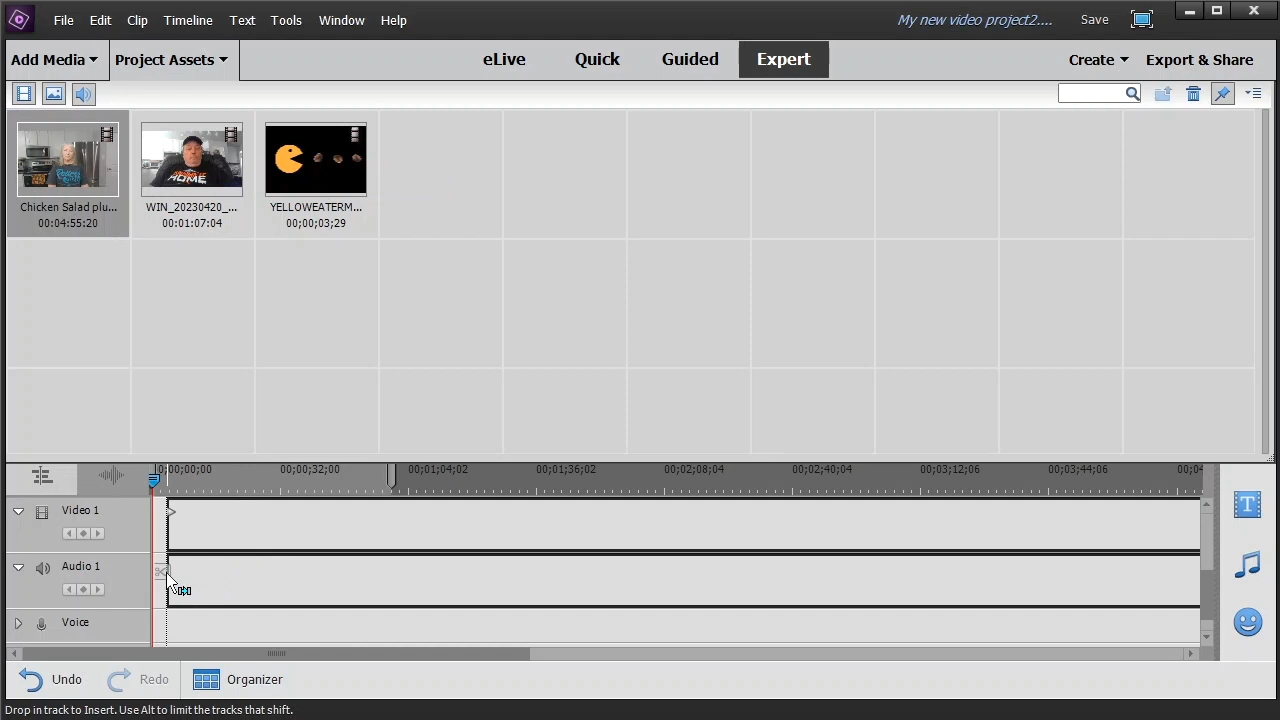 File Edit Clip Timeline Text Tools Window Help My new video project2.... Save
Add Media Project Assets eLive Quick Guided Expert Create Export & Share
Chicken Salad plu... WIN_20230420_... YELLOWEATERM...
00:04:55:20 00:01:07:04 00;00;03;29
0;00;00;00 00;00;32;00 00;01;04;02 00;01;36;02 00;02;08;04 00;02;40;04 00;03;12;06 00;03;44;06 00;04
Video 1
T
Audio 1
Voice
Undo Redo Organizer
Drop in track to Insert. Use Alt to limit the tracks that shift.